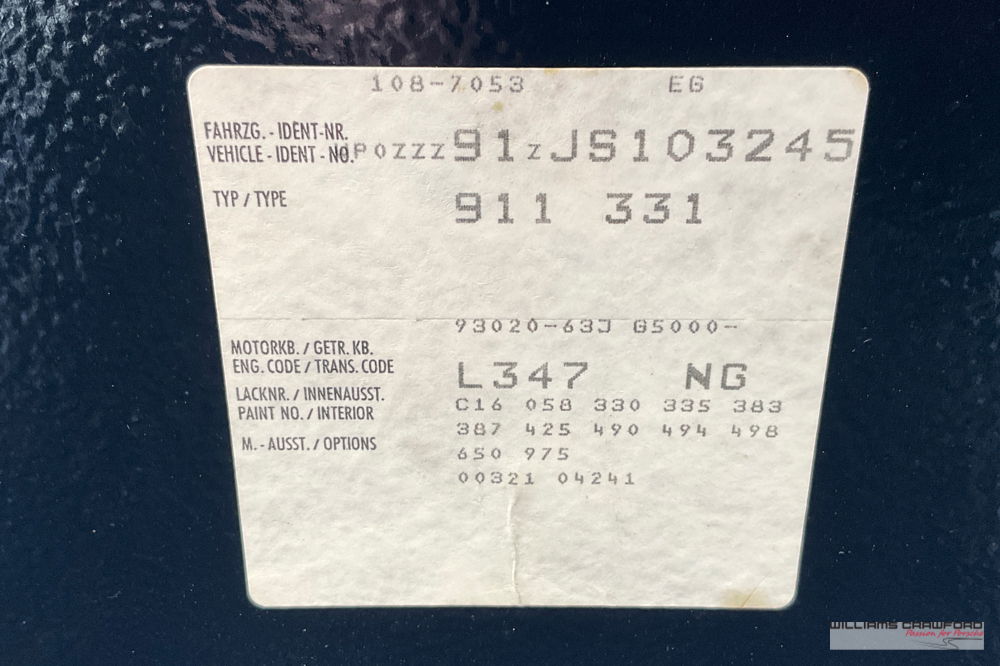 108-7053 EG
FAHRZG. - IDENT-NR.
VEHICLE - IDENT - NO. WP0ZZZ91ZJS103245
TYP / TYPE 911 331
93020-63J G5000-
MOTORKB. / GETR. KB.
ENG. CODE / TRANS. CODE
L347 NG
LACKNR. / INNENAUSST.
PAINT NO. / INTERIOR
C16 058 330 335 383
387 425 490 494 498
M. - AUSST. / OPTIONS
650 975
00321 04241
WILLIAMS CRAWFORD
Passion for Porsche